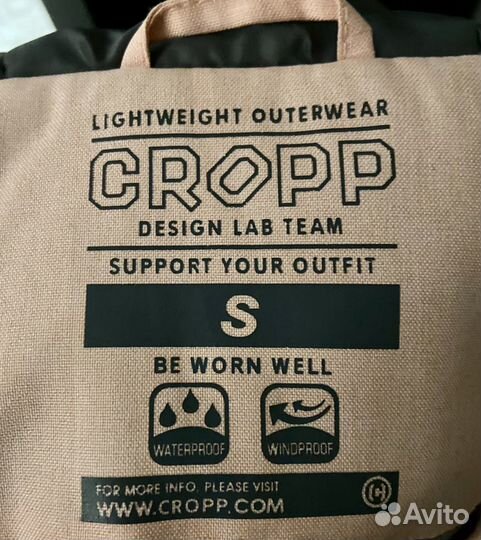 LIGHTWEIGHT OUTERWEAR
CROPP
DESIGN LAB TEAM
SUPPORT YOUR OUTFIT
S
BE WORN WELL
WATERPROOF WINDPROOF
FOR MORE INFO, PLEASE VISIT
WWW.CROPP.COM
Avito